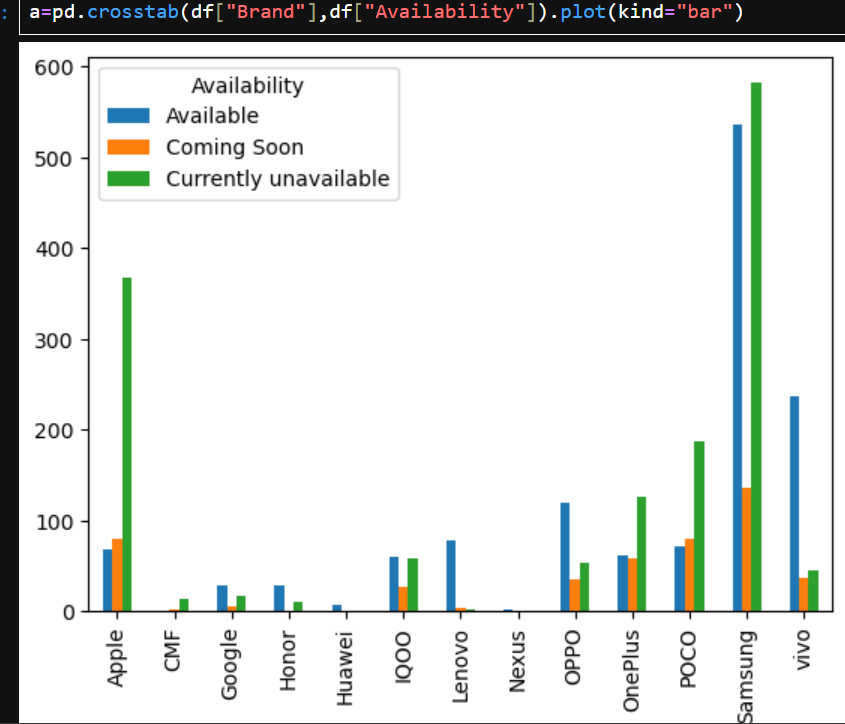 : a=pd.crosstab(df["Brand"],df["Availability"]).plot(kind="bar")
600
Availability
Available
Coming Soon
Currently unavailable
500
400
300
200
100
0
Apple
CMF
Google
Honor
Huawei
IQOO
Lenovo
Nexus
OPPO
OnePlus
POCO
Samsung
vivo